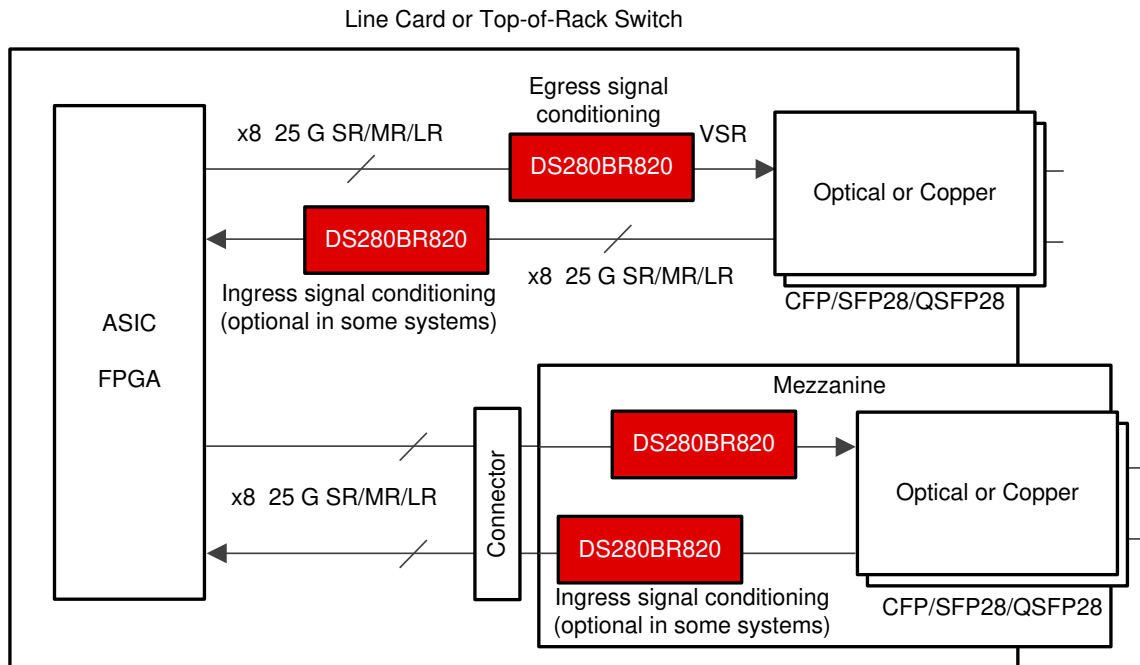 Line Card or Top-of-Rack Switch
Egress signal
conditioning
x8 25 G SR/MR/LR
VSR
DS280BR820
Optical or Copper
DS280BR820
x8 25 G SR/MR/LR
Ingress signal conditioning
(optional in some systems)
CFP/SFP28/QSFP28
ASIC
FPGA
Mezzanine
DS280BR820
x8 25 G SR/MR/LR
Connector
Optical or Copper
DS280BR820
Ingress signal conditioning
(optional in some systems)
CFP/SFP28/QSFP28